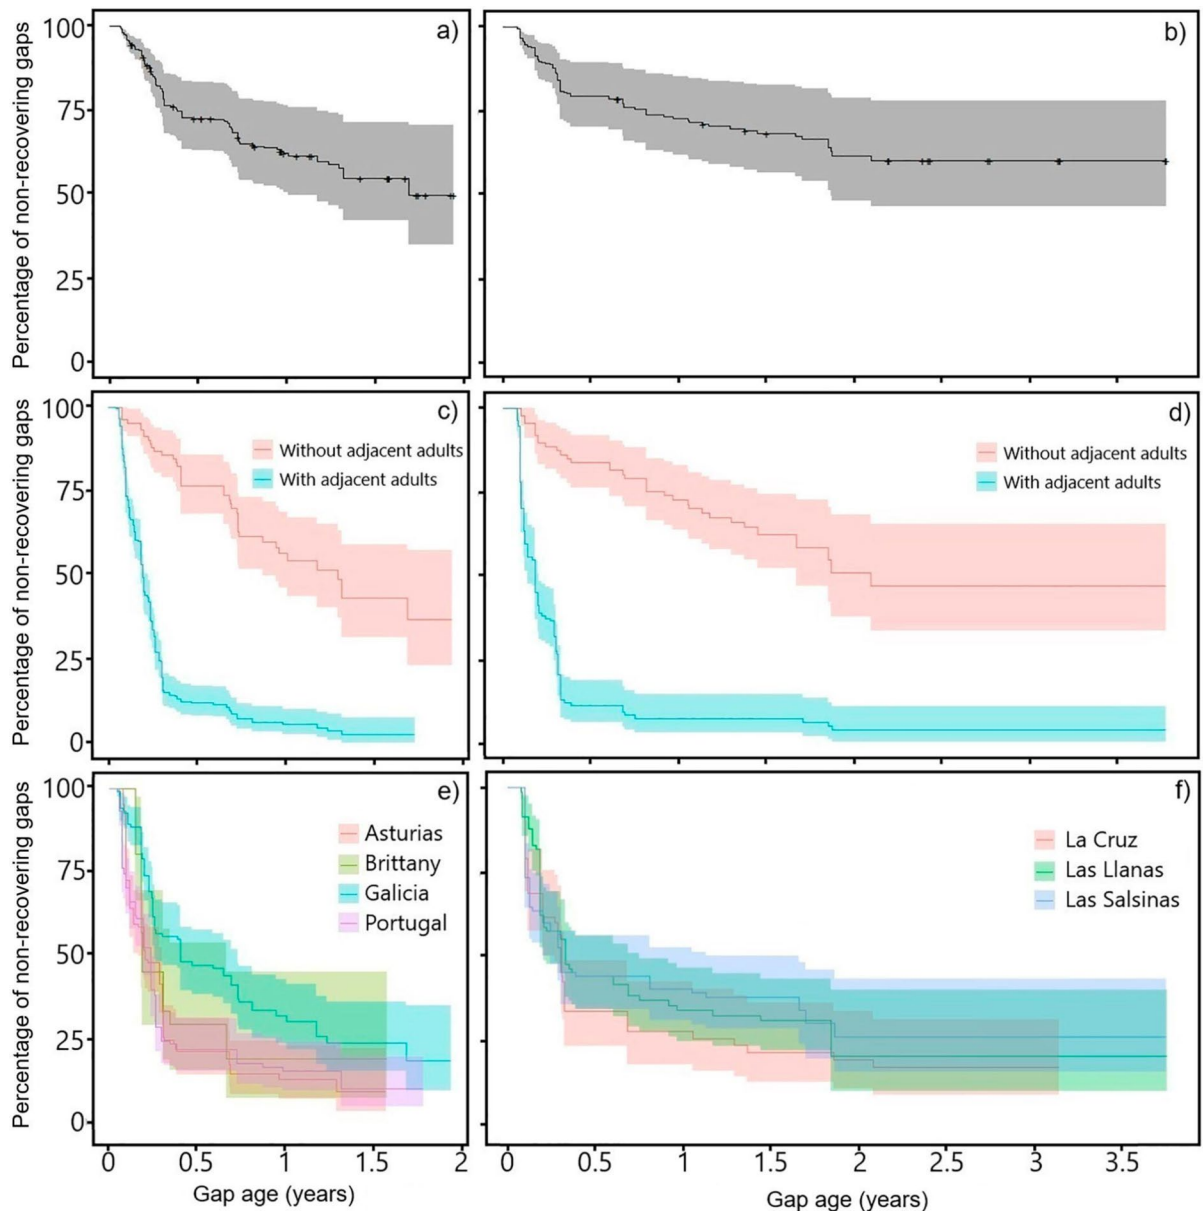 Percentage of non-recovering gaps
100
75
50
25
0
a)
b)
Percentage of non-recovering gaps
100
75
50
25
0
c)
Without adjacent adults
With adjacent adults
d)
Without adjacent adults
With adjacent adults
Percentage of non-recovering gaps
100
75
50
25
0
e)
Asturias
Brittany
Galicia
Portugal
f)
La Cruz
Las Llanas
Las Salsinas
0 0.5 1 1.5 2
Gap age (years)
0 0.5 1 1.5 2 2.5 3 3.5
Gap age (years)